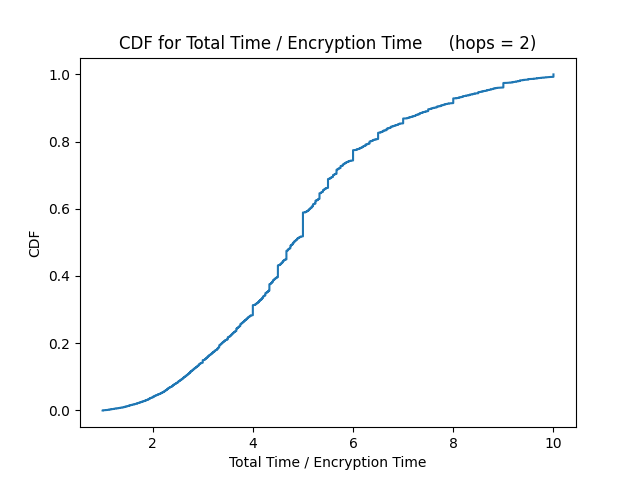 CDF for Total Time / Encryption Time     (hops = 2)
1.0
0.8
0.6
0.4
0.2
0.0
CDF
2 4 6 8 10
Total Time / Encryption Time